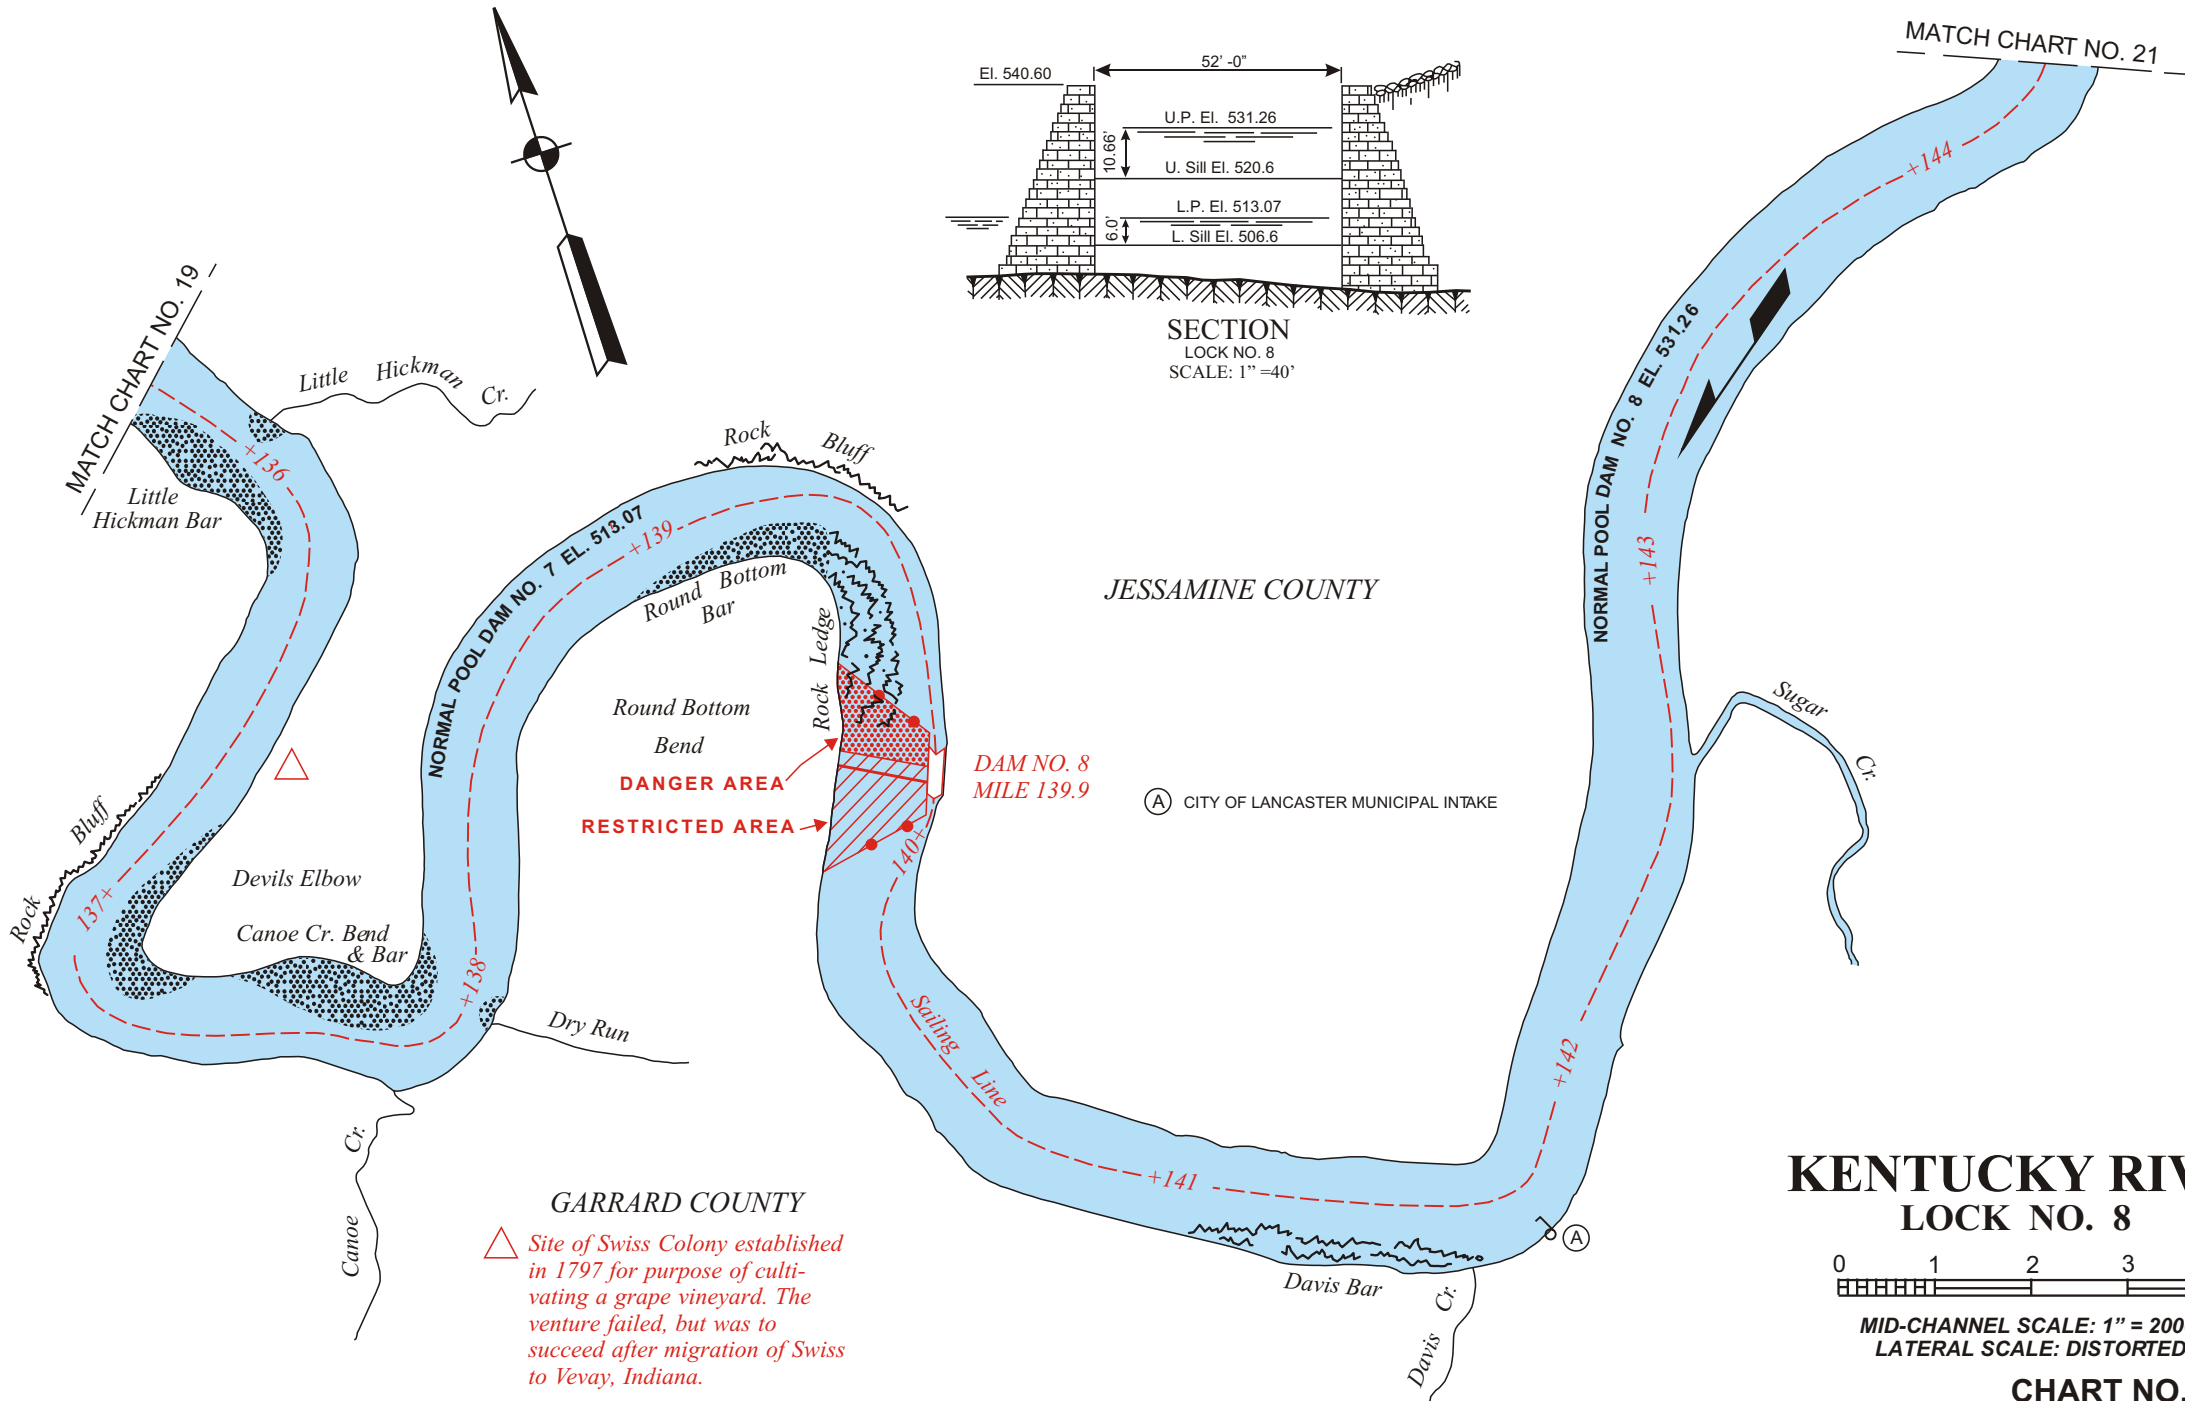 MATCH CHART NO. 21
El. 540.60
52' -0"
U.P. El. 531.26
10.66'
U. Sill El. 520.6
L.P. El. 513.07
6.0'
L. Sill El. 506.6
SECTION
LOCK NO. 8
SCALE: 1" =40'
+144
MATCH CHART NO. 19
Little Hickman Cr.
+136
Little
Hickman Bar
Rock Bluff
NORMAL POOL DAM NO. 7 EL. 513.07
+139
Round Bottom
Bar
Rock Ledge
JESSAMINE COUNTY
NORMAL POOL DAM NO. 8 EL. 531.26
+143
Sugar Cr.
Round Bottom
Bend
DANGER AREA
RESTRICTED AREA
DAM NO. 8
MILE 139.9
A CITY OF LANCASTER MUNICIPAL INTAKE
140+
Rock Bluff
137+
Devils Elbow
Canoe Cr. Bend
& Bar
+138
Dry Run
Sailing Line
+142
Canoe Cr.
+141
A
Davis Bar
Davis Cr.
GARRARD COUNTY
Site of Swiss Colony established
in 1797 for purpose of culti-
vating a grape vineyard. The
venture failed, but was to
succeed after migration of Swiss
to Vevay, Indiana.
KENTUCKY RIV
LOCK NO. 8
0 1 2 3
MID-CHANNEL SCALE: 1" = 200
LATERAL SCALE: DISTORTED
CHART NO.